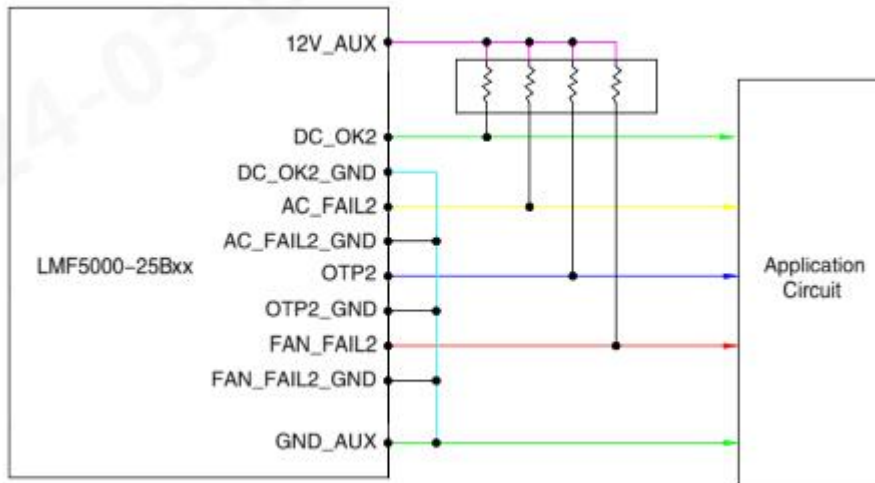 12V_AUX
DC_OK2
DC_OK2_GND
AC_FAIL2
AC_FAIL2_GND
LMF5000-25Bxx
OTP2
OTP2_GND
FAN_FAIL2
FAN_FAIL2_GND
GND_AUX
Application
Circuit